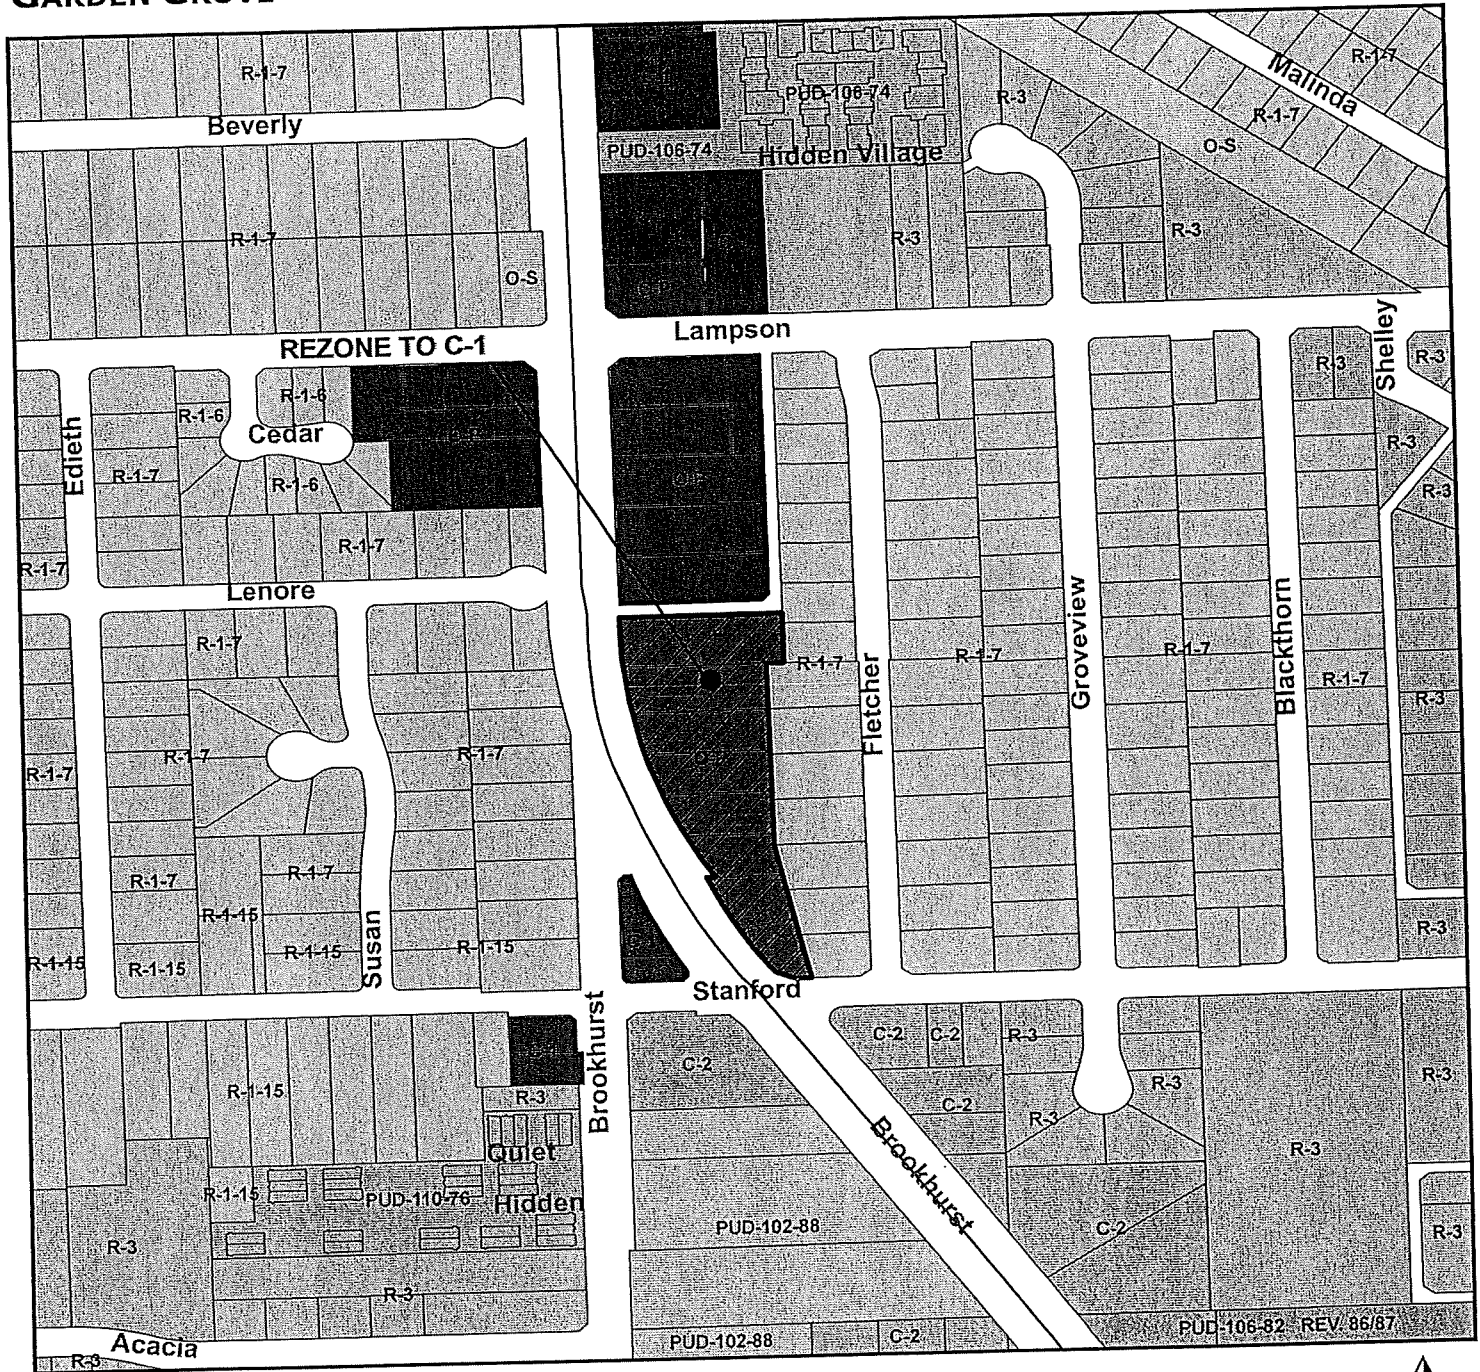 GARDEN GROVE
R-1-7
Malinda
R-1-7
PUD-106-74
R-3
R-1-7
Beverly
PUD-106-74
Hidden Village
O-S
R-1-7
R-3
R-3
O-S
Lampson
REZONE TO C-1
Shelley
R-3
R-3
R-1-6
R-1-6
Cedar
R-3
Edieth
R-1-7
R-1-6
R-3
R-1-7
R-1-7
Lenore
R-1-7
R-1-7
Fletcher
R-1-7
Groveview
R-1-7
Blackthorn
R-1-7
R-3
R-1-7
R-1-7
R-1-7
R-1-7
R-1-7
R-1-15
R-1-15
R-1-15
R-1-15
Susan
R-1-15
R-3
Stanford
Brookhurst
C-2
C-2
C-2
R-3
R-1-15
R-3
C-2
R-3
R-3
R-3
Quiet
Brookhurst
R-3
R-1-15
PUD-110-76
Hidden
R-3
PUD-102-88
C-2
R-3
R-3
Acacia
R-3
PUD-102-88
C-2
PUD-106-82 REV. 86/87